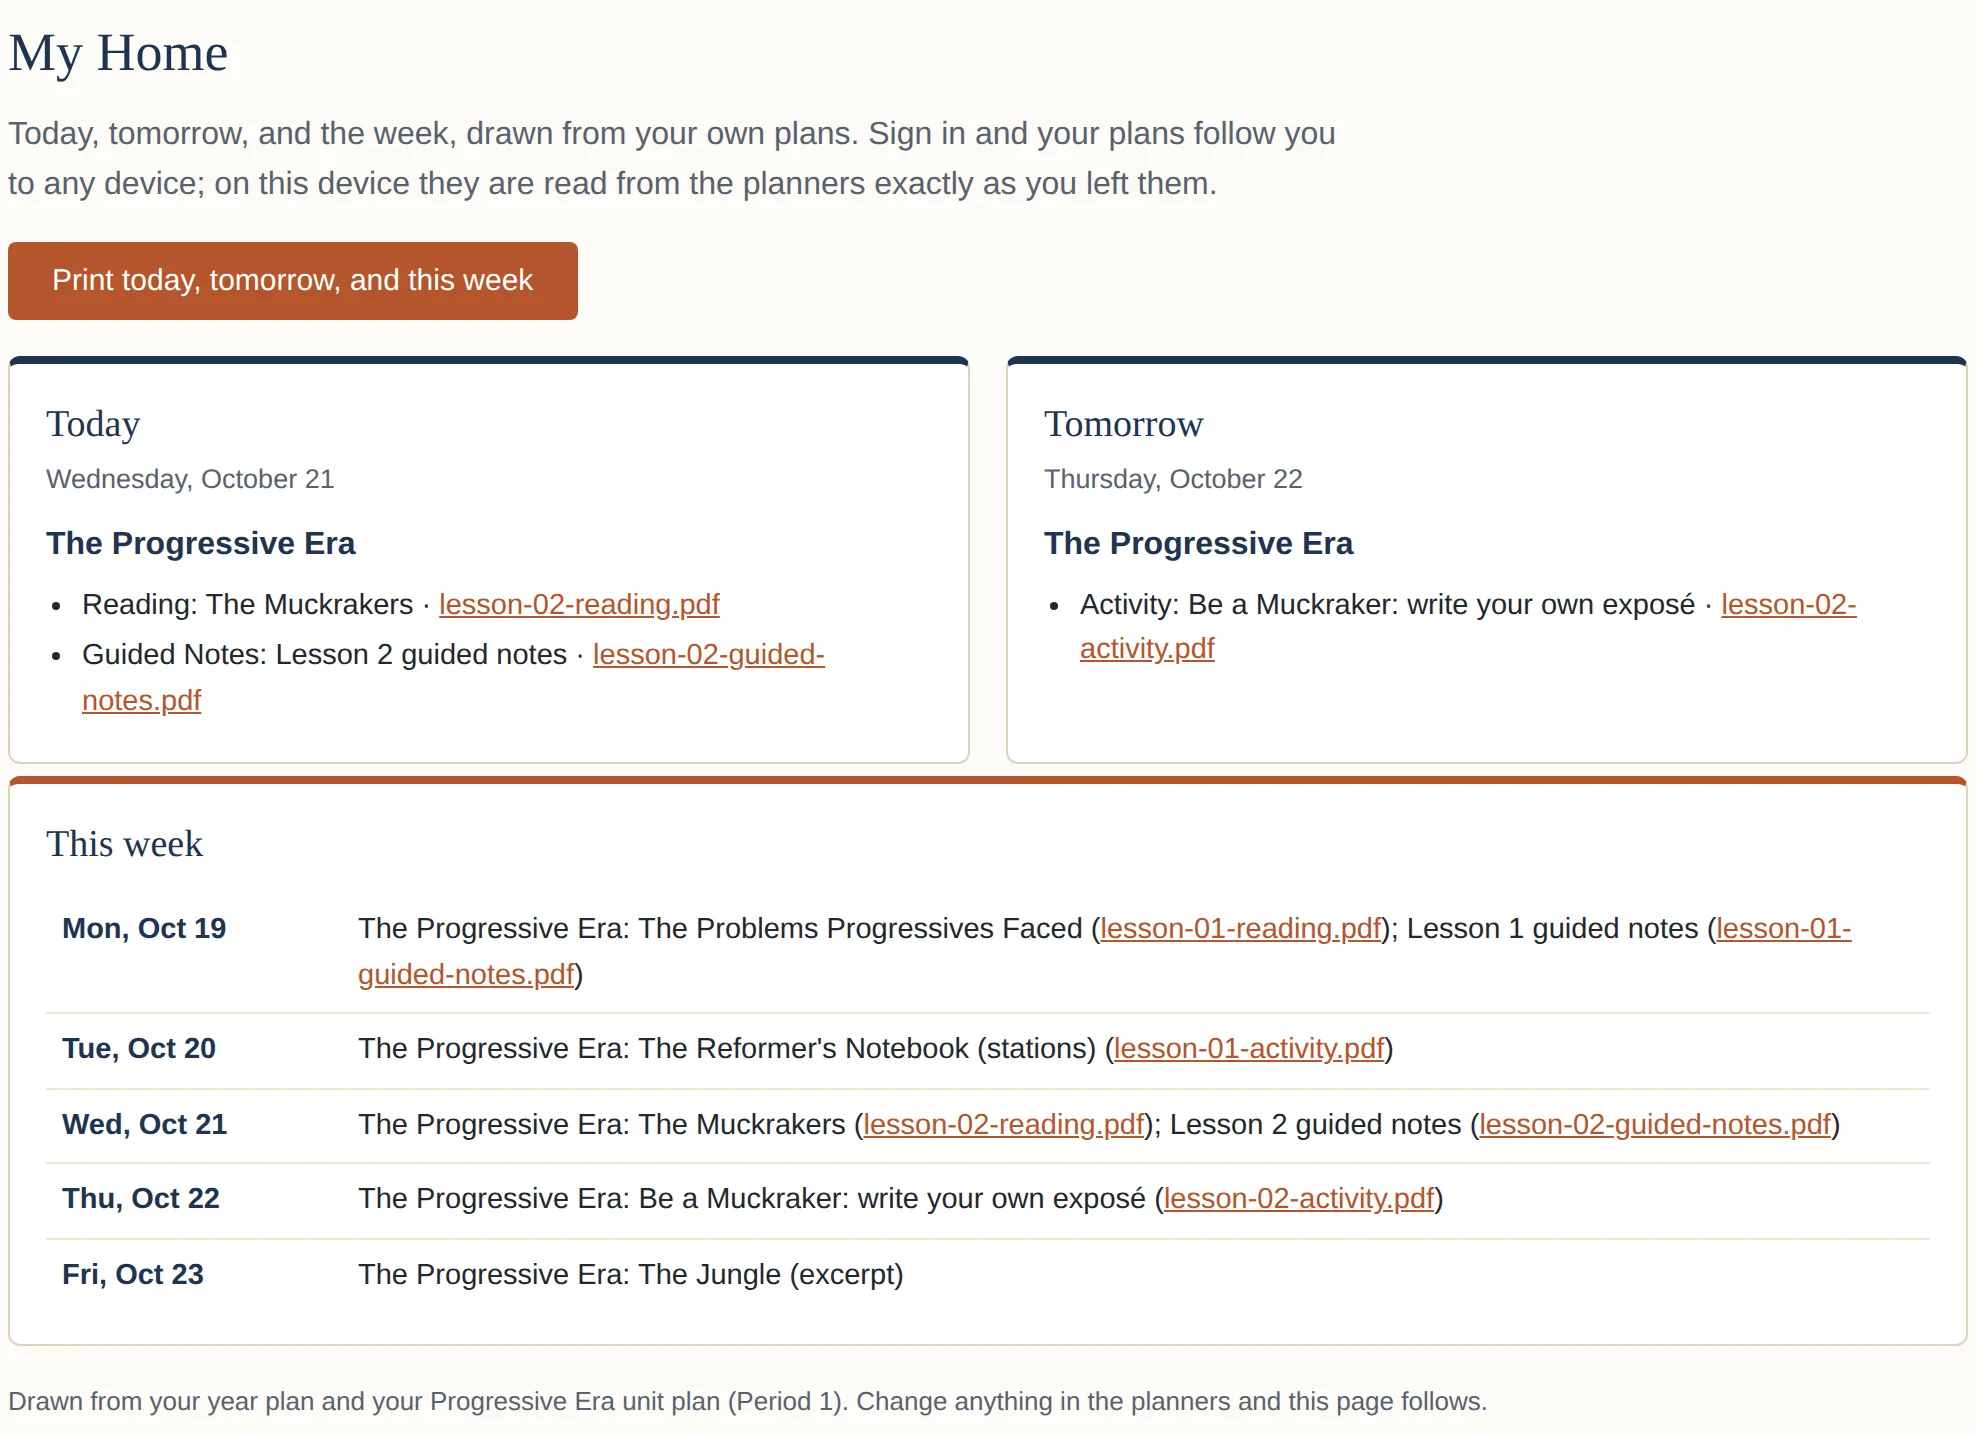 My Home
Today, tomorrow, and the week, drawn from your own plans. Sign in and your plans follow you
to any device; on this device they are read from the planners exactly as you left them.
Print today, tomorrow, and this week
Today
Wednesday, October 21
The Progressive Era
• Reading: The Muckrakers · lesson-02-reading.pdf
• Guided Notes: Lesson 2 guided notes · lesson-02-guided-
notes.pdf
Tomorrow
Thursday, October 22
The Progressive Era
• Activity: Be a Muckraker: write your own exposé · lesson-02-
activity.pdf
This week
Mon, Oct 19 The Progressive Era: The Problems Progressives Faced (lesson-01-reading.pdf); Lesson 1 guided notes (lesson-01-
guided-notes.pdf)
Tue, Oct 20 The Progressive Era: The Reformer's Notebook (stations) (lesson-01-activity.pdf)
Wed, Oct 21 The Progressive Era: The Muckrakers (lesson-02-reading.pdf); Lesson 2 guided notes (lesson-02-guided-notes.pdf)
Thu, Oct 22 The Progressive Era: Be a Muckraker: write your own exposé (lesson-02-activity.pdf)
Fri, Oct 23 The Progressive Era: The Jungle (excerpt)
Drawn from your year plan and your Progressive Era unit plan (Period 1). Change anything in the planners and this page follows.